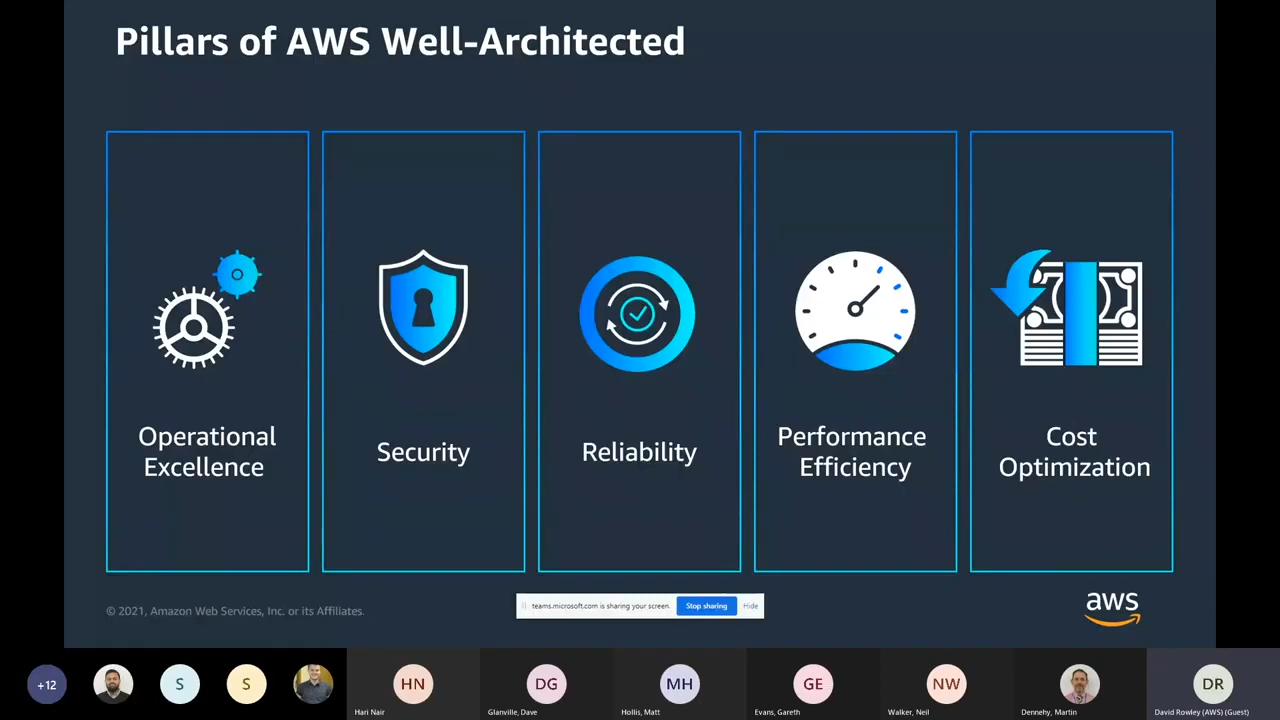 Pillars of AWS Well-Architected
Operational
Excellence
Security
Reliability
Performance
Efficiency
Cost
Optimization
© 2021, Amazon Web Services, Inc. or its Affiliates.
teams.microsoft.com is sharing your screen.
Stop sharing
Hide
aws
+12
S
S
HN
DG
MH
GE
NW
DR
Hari Nair
Glanville, Dave
Hollis, Matt
Evans, Gareth
Walker, Neil
Dennehy, Martin
David Rowley (AWS) (Guest)